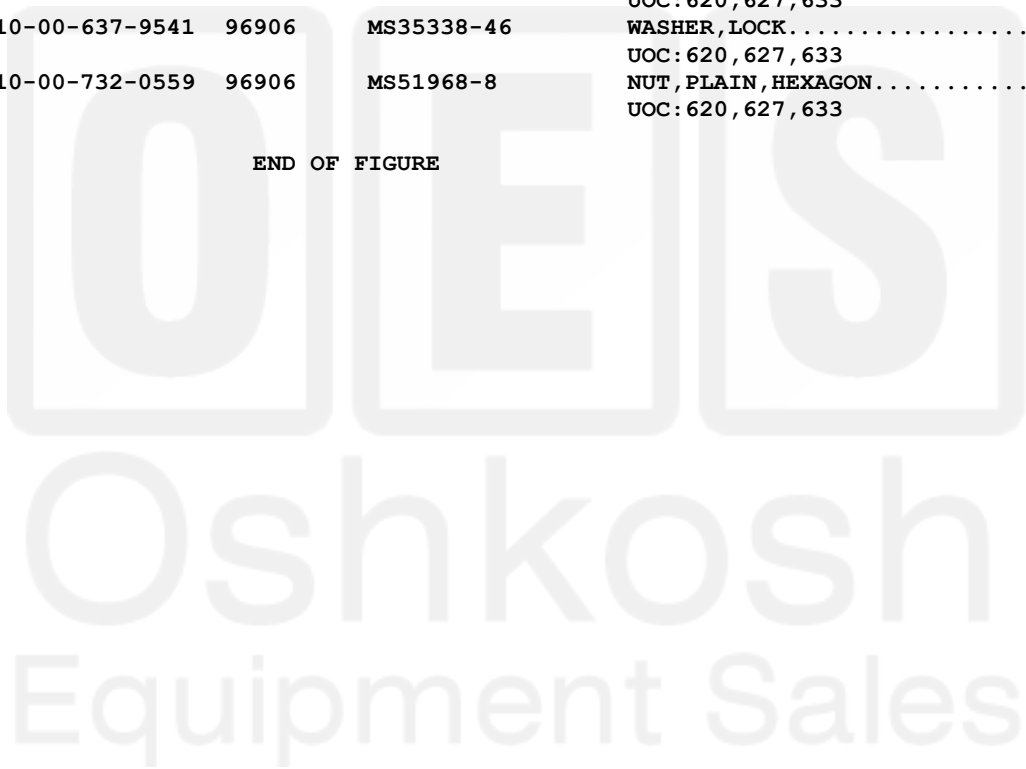 UOC:620,627,633
10-00-637-9541 96906 MS35338-46 WASHER,LOCK.................
UOC:620,627,633
10-00-732-0559 96906 MS51968-8 NUT,PLAIN,HEXAGON...........
UOC:620,627,633
END OF FIGURE
OES
Oshkosh
Equipment Sales